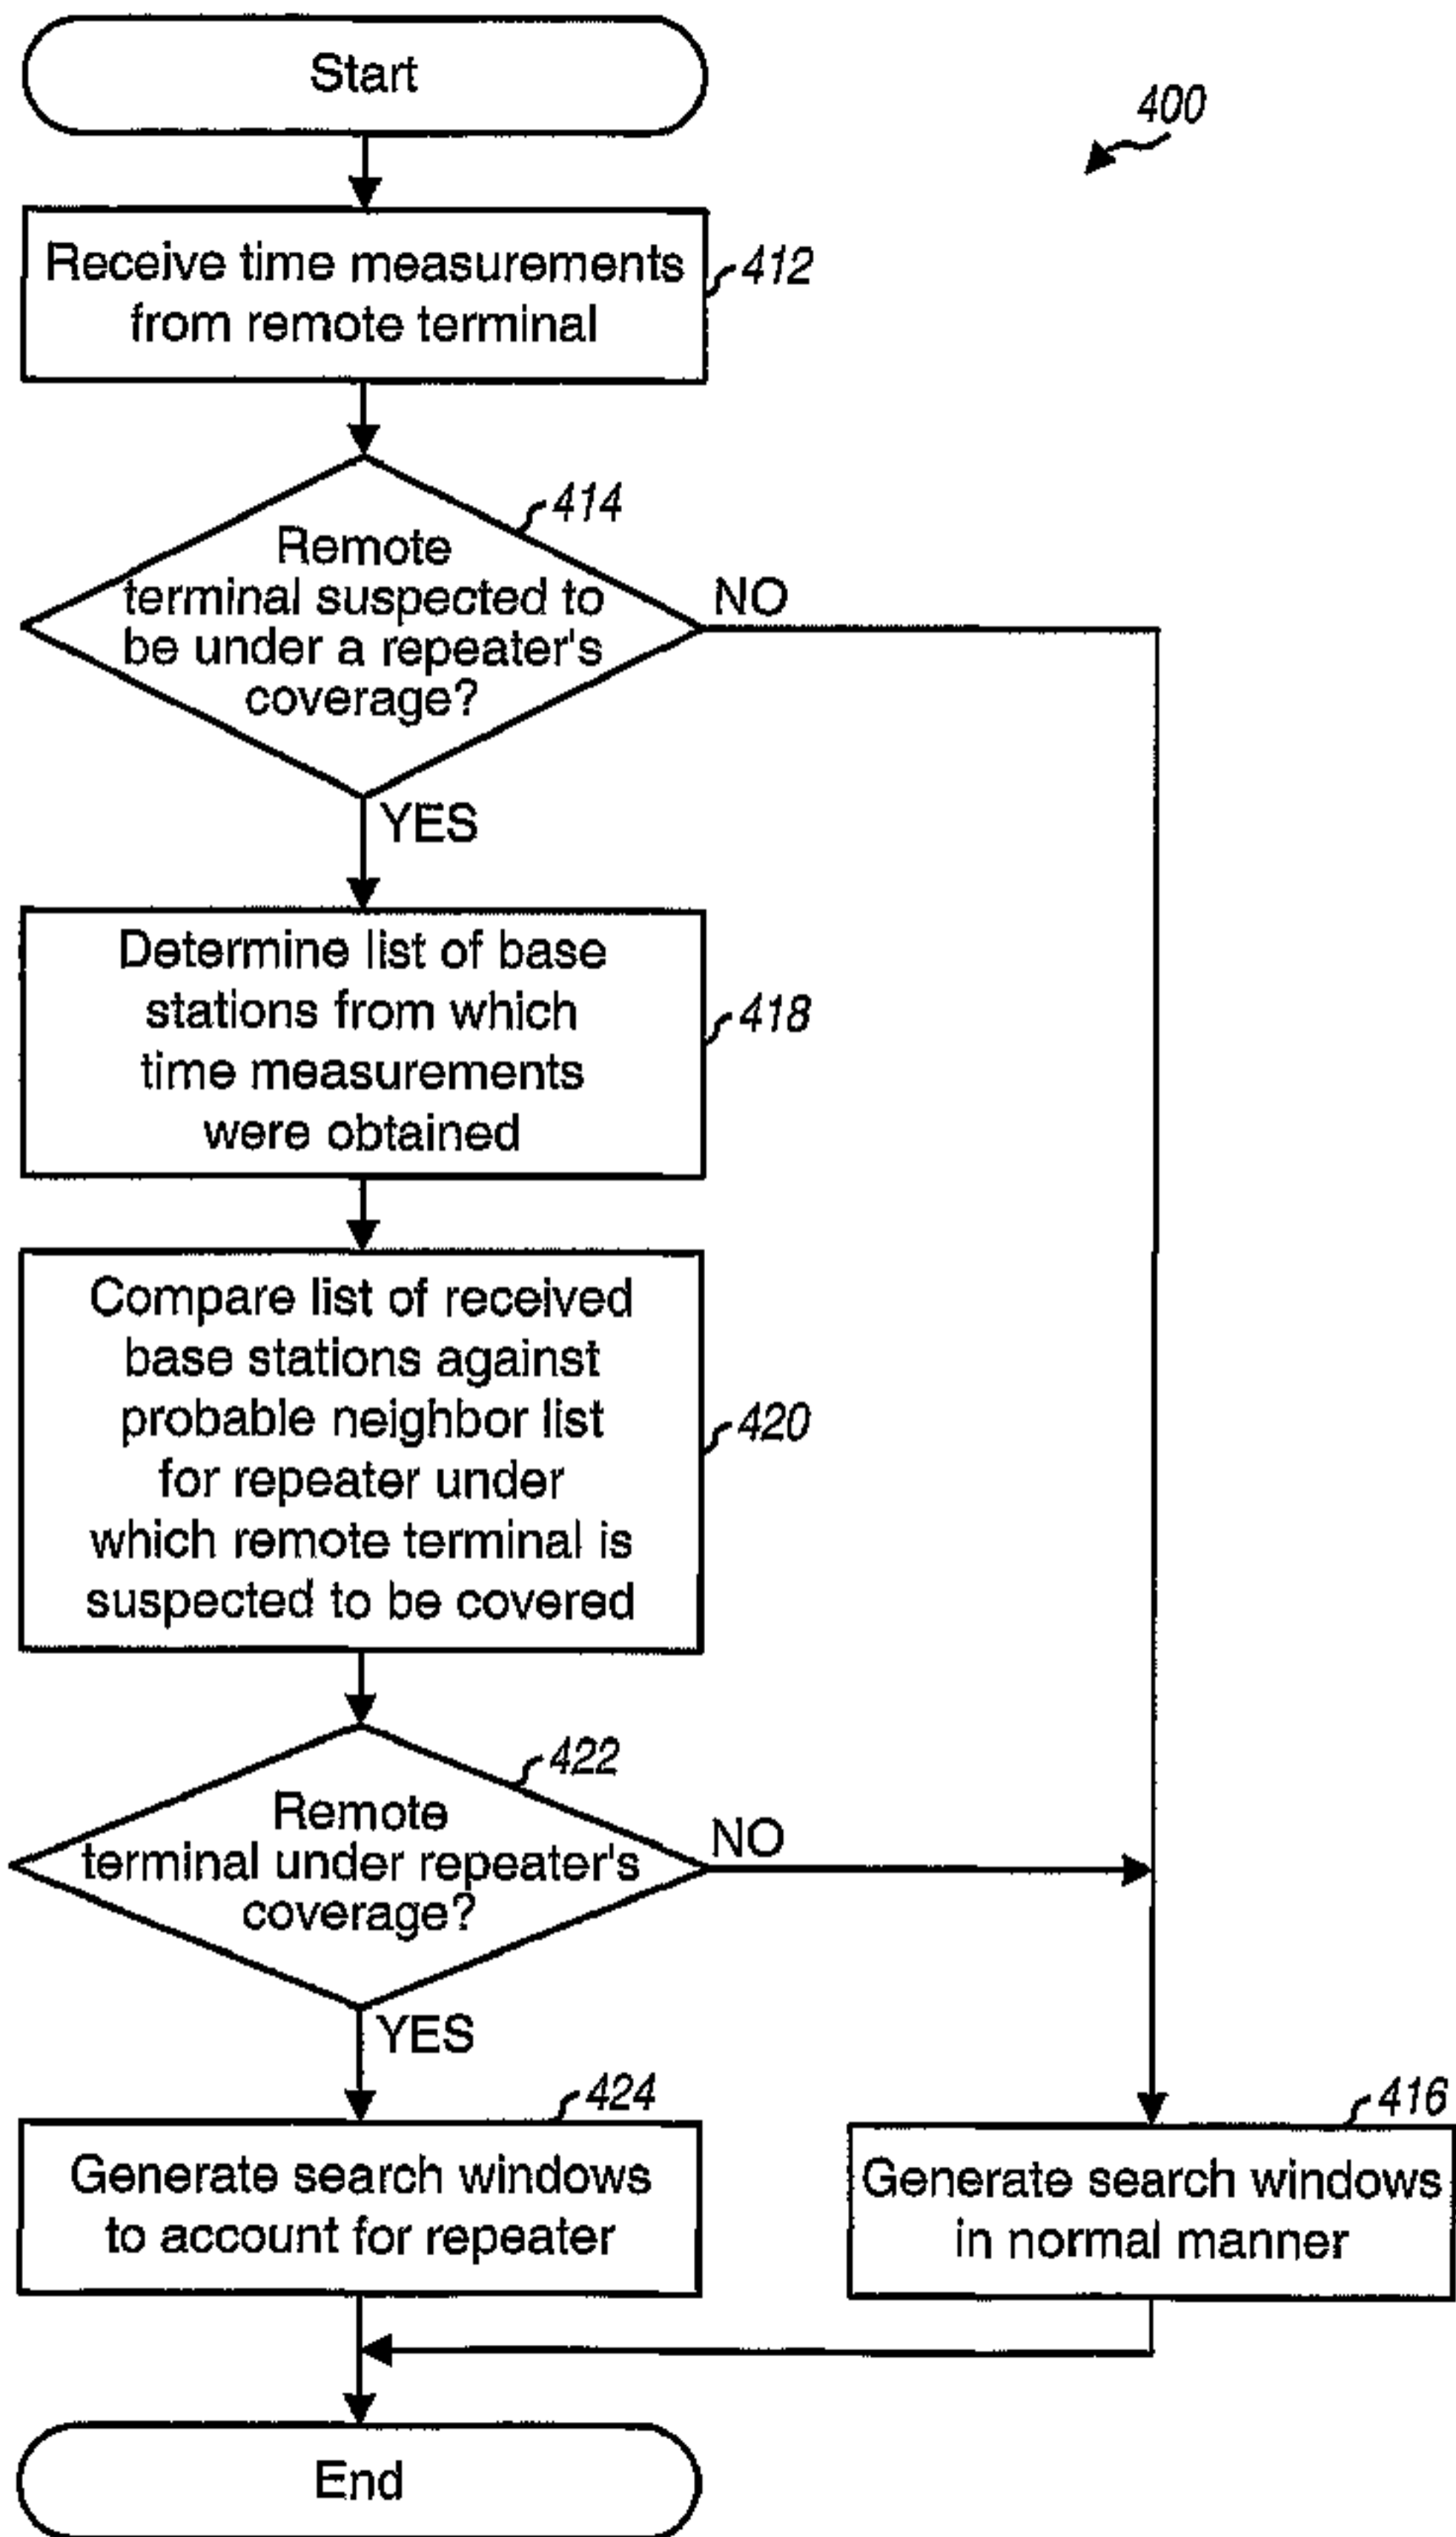 Start
400
Receive time measurements
from remote terminal
412
414
Remote
terminal suspected to
be under a repeater's
coverage?
NO
YES
Determine list of base
stations from which
time measurements
were obtained
418
Compare list of received
base stations against
probable neighbor list
for repeater under
which remote terminal is
suspected to be covered
420
422
Remote
terminal under repeater's
coverage?
NO
YES
424
Generate search windows
to account for repeater
416
Generate search windows
in normal manner
End